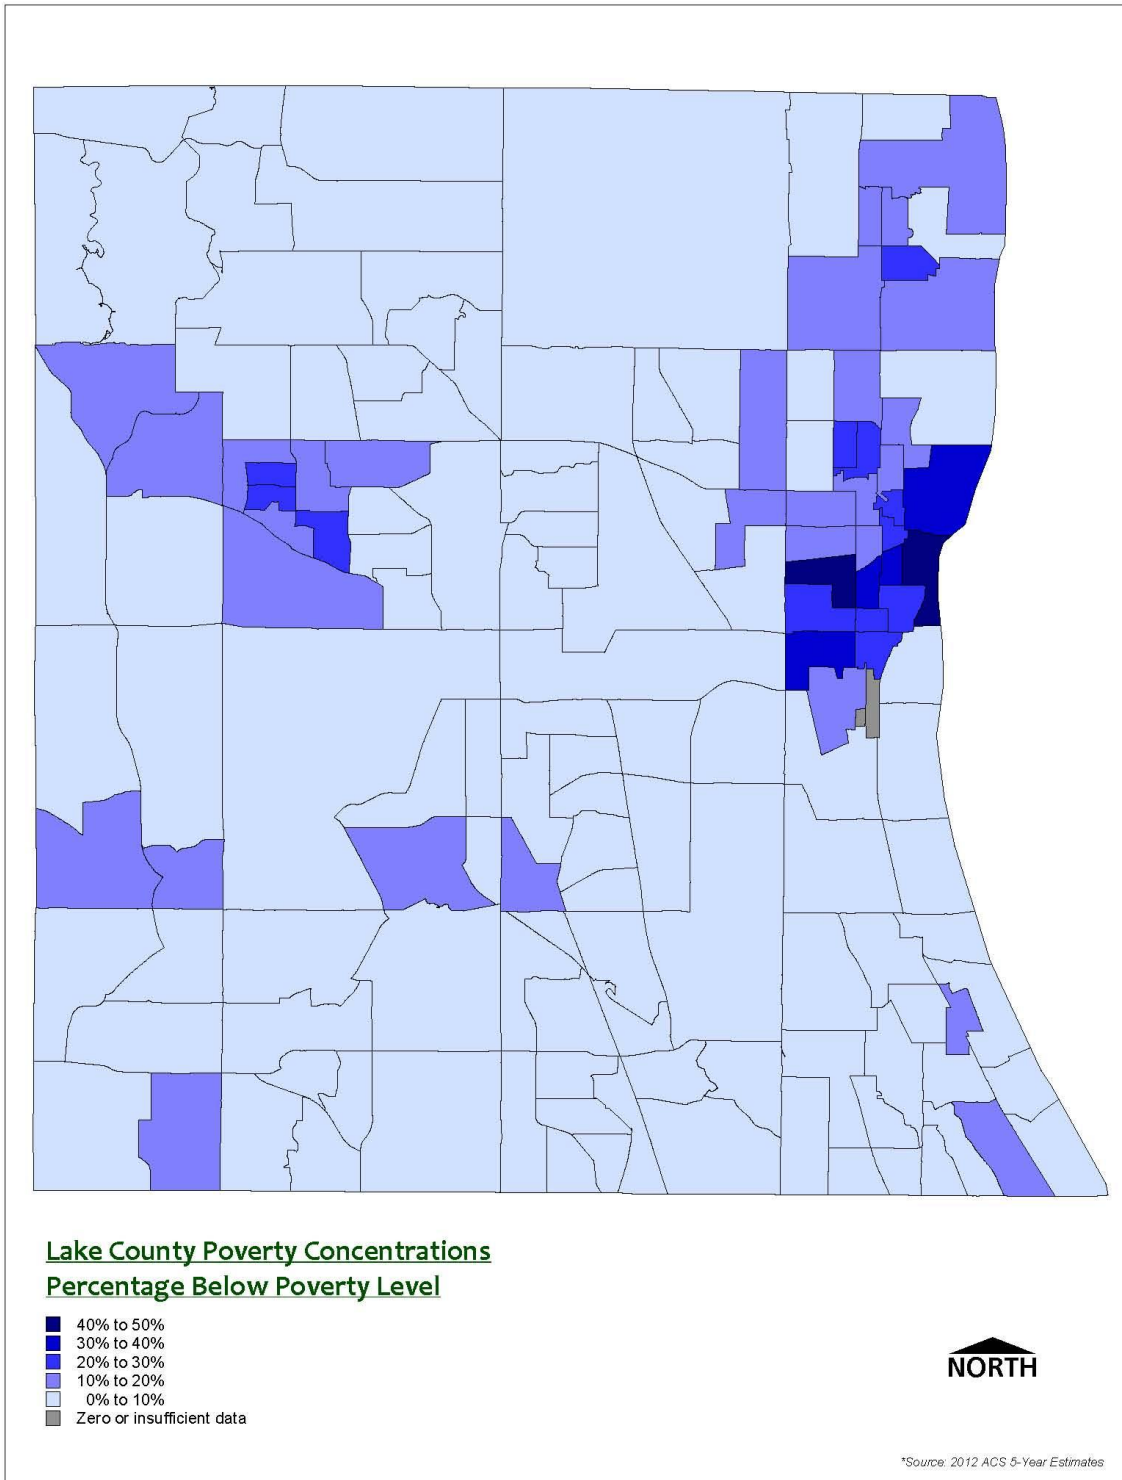 Lake County Poverty Concentrations
Percentage Below Poverty Level
40% to 50%
30% to 40%
20% to 30%
10% to 20%
0% to 10%
Zero or insufficient data
NORTH
*Source: 2012 ACS 5-Year Estimates